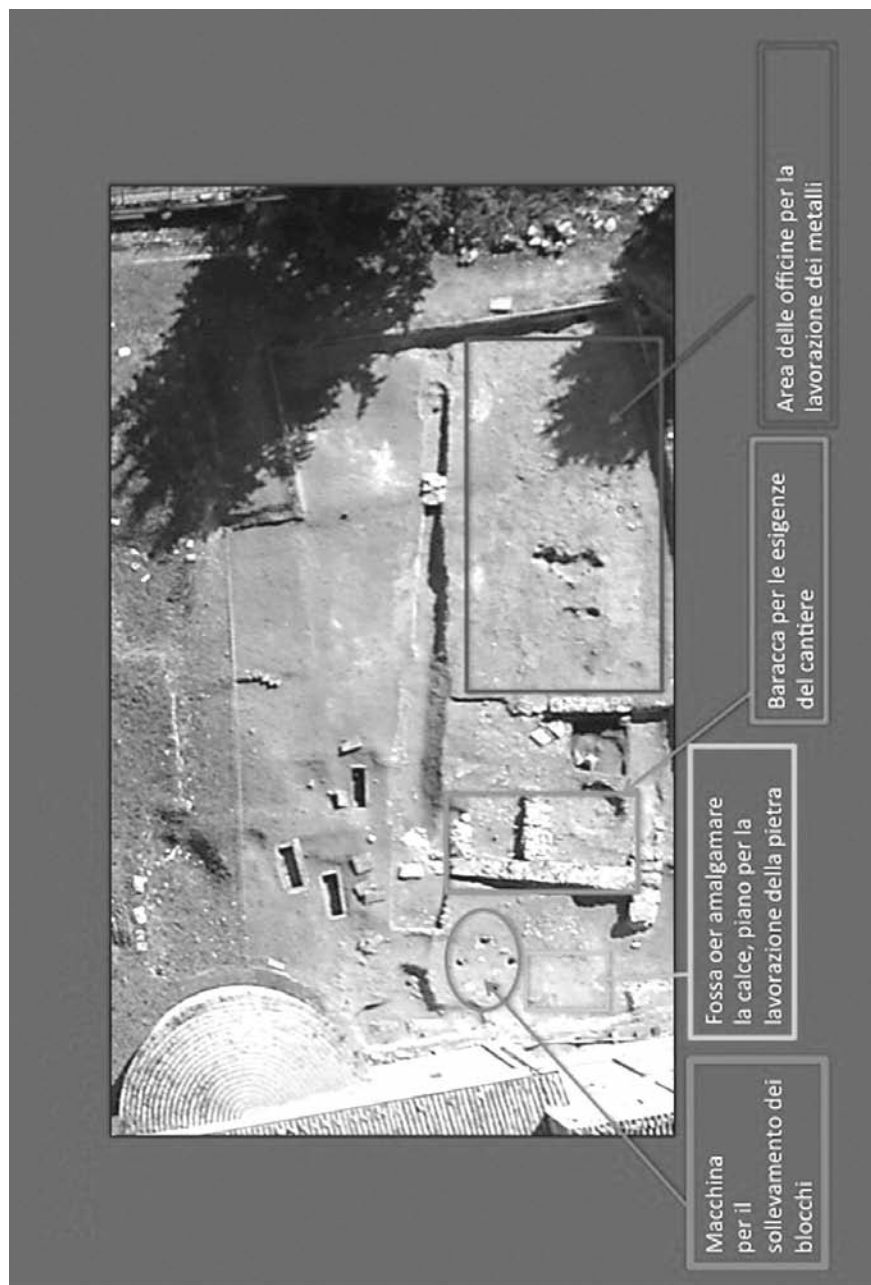 Macchina
per il
sollevamento dei
blocchi
Fossa oer amalgamare
la calce, piano per la
lavorazione della pietra
Baracca per le esigenze
del cantiere
Area delle officine per la
lavorazione dei metalli